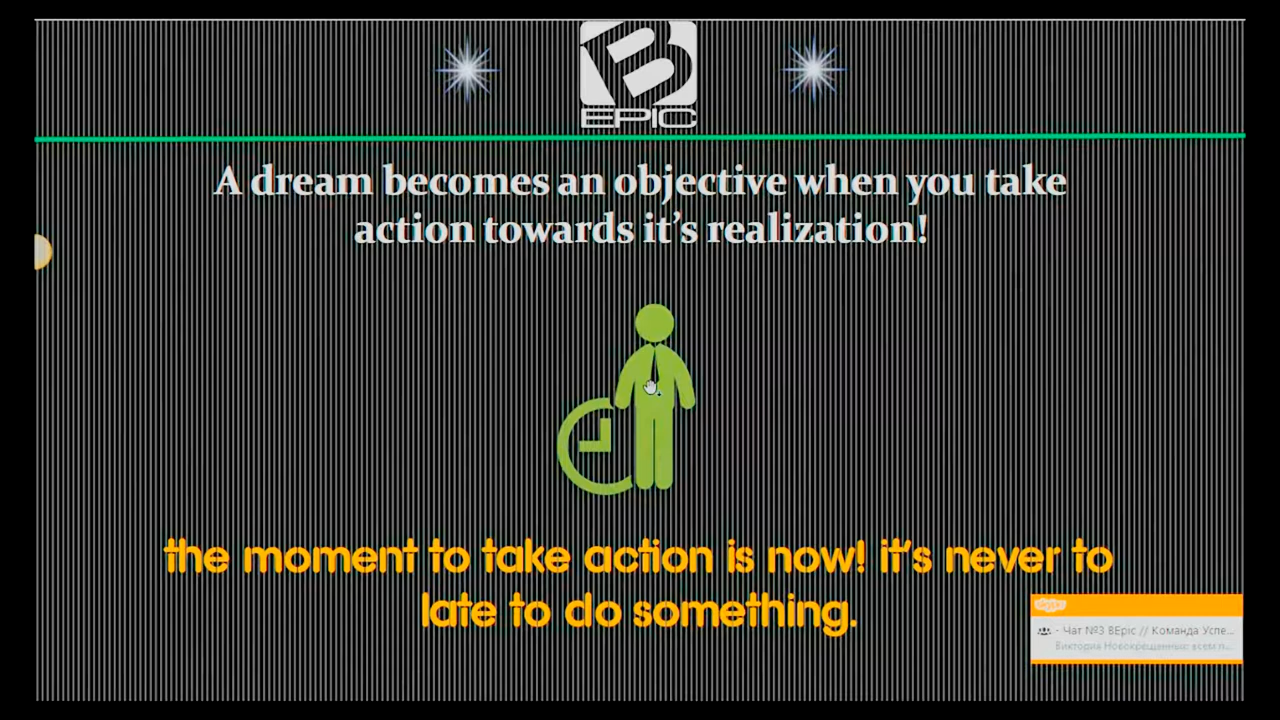 B
EPIC
A dream becomes an objective when you take
action towards it’s realization!
the moment to take action is now! it's never to
late to do something.
skype
- Чат №3 BEpic // Команда Успе...
Виктория Новокрещенных: всем п...